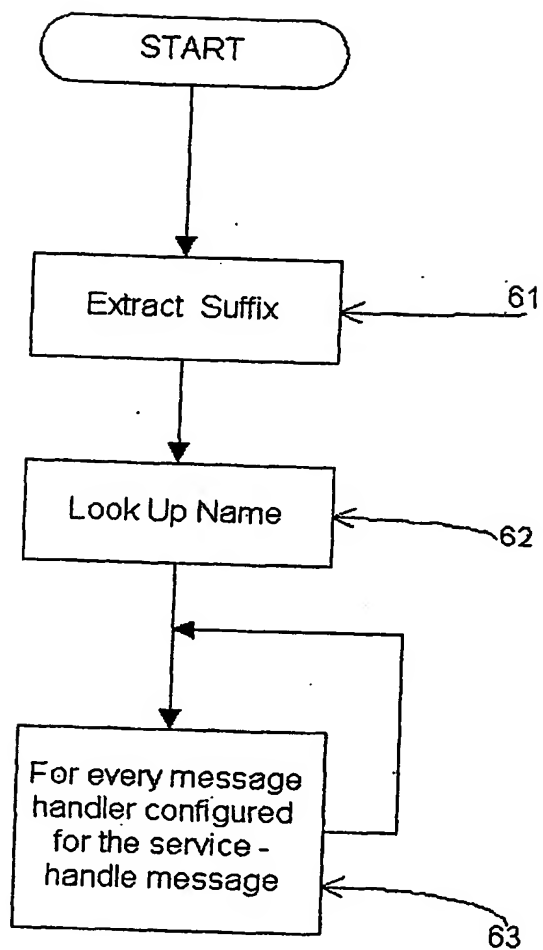 START
Extract Suffix
61
Look Up Name
62
For every message
handler configured
for the service -
handle message
63